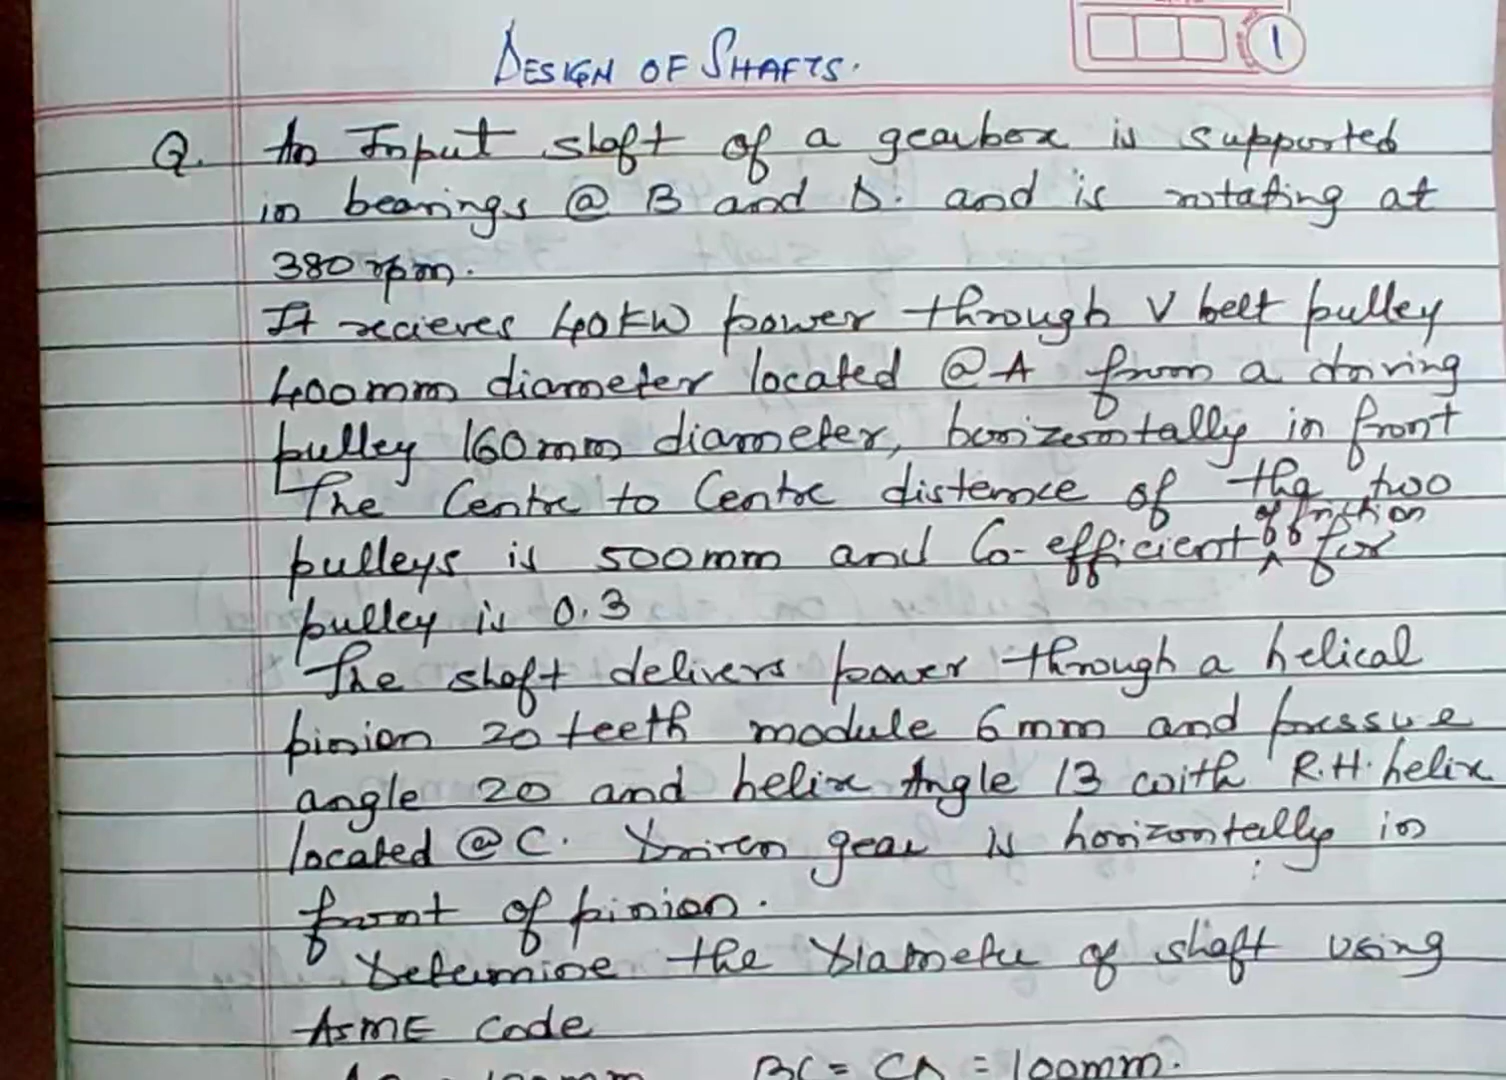 DESIGN OF SHAFTS.
1
Q. An Input shaft of a gearbox is supported
in bearings @ B and D. and is rotating at
380 rpm.
It recieves 40kW power through V belt pulley
400mm diameter located @ A from a driving
pulley 160mm diameter, horizontally in front
The Centre to Centre distance of the two
of friction
pulleys is 500mm and Co-efficient ^ for
pulley is 0.3
The shaft delivers power through a helical
pinion 20 teeth module 6mm and pressue
angle 20 and helix Angle 13 with R.H. helix
located @ C. Driven gear is horizontally in
front of pinion.
Determine the Diameter of shaft using
ASME Code
BC = CD = 100mm.